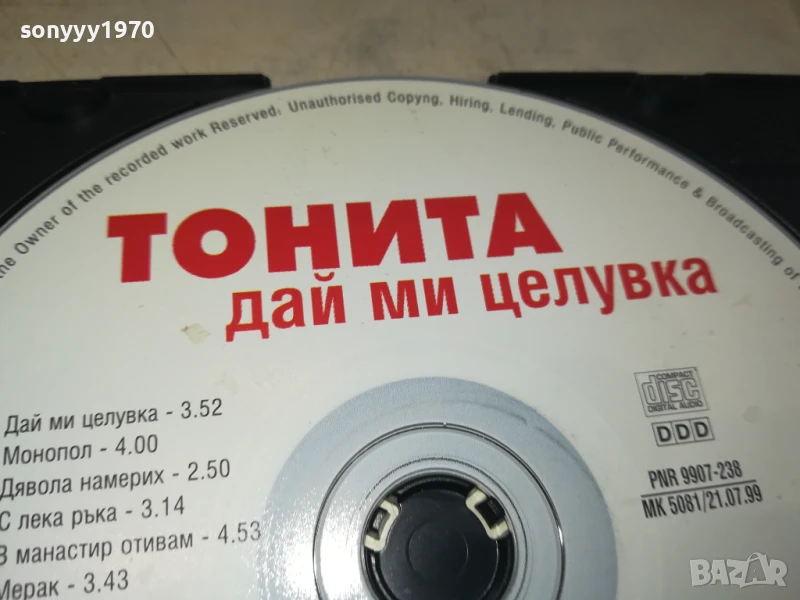 sonyyy1970
the Owner of the recorded work Reserved: Unauthorised Copyng, Hiring, Lending, Public Performance & Broadcasting of
ТОНИТА
дай ми целувка
Дай ми целувка - 3.52
Монопол - 4.00
Дявола намерих - 2.50
С лека ръка - 3.14
В манастир отивам - 4.53
Мерак - 3.43
COMPACT
disc
DIGITAL AUDIO
DDD
PNR 9907-238
МК 5081/21.07.99
BAZAR